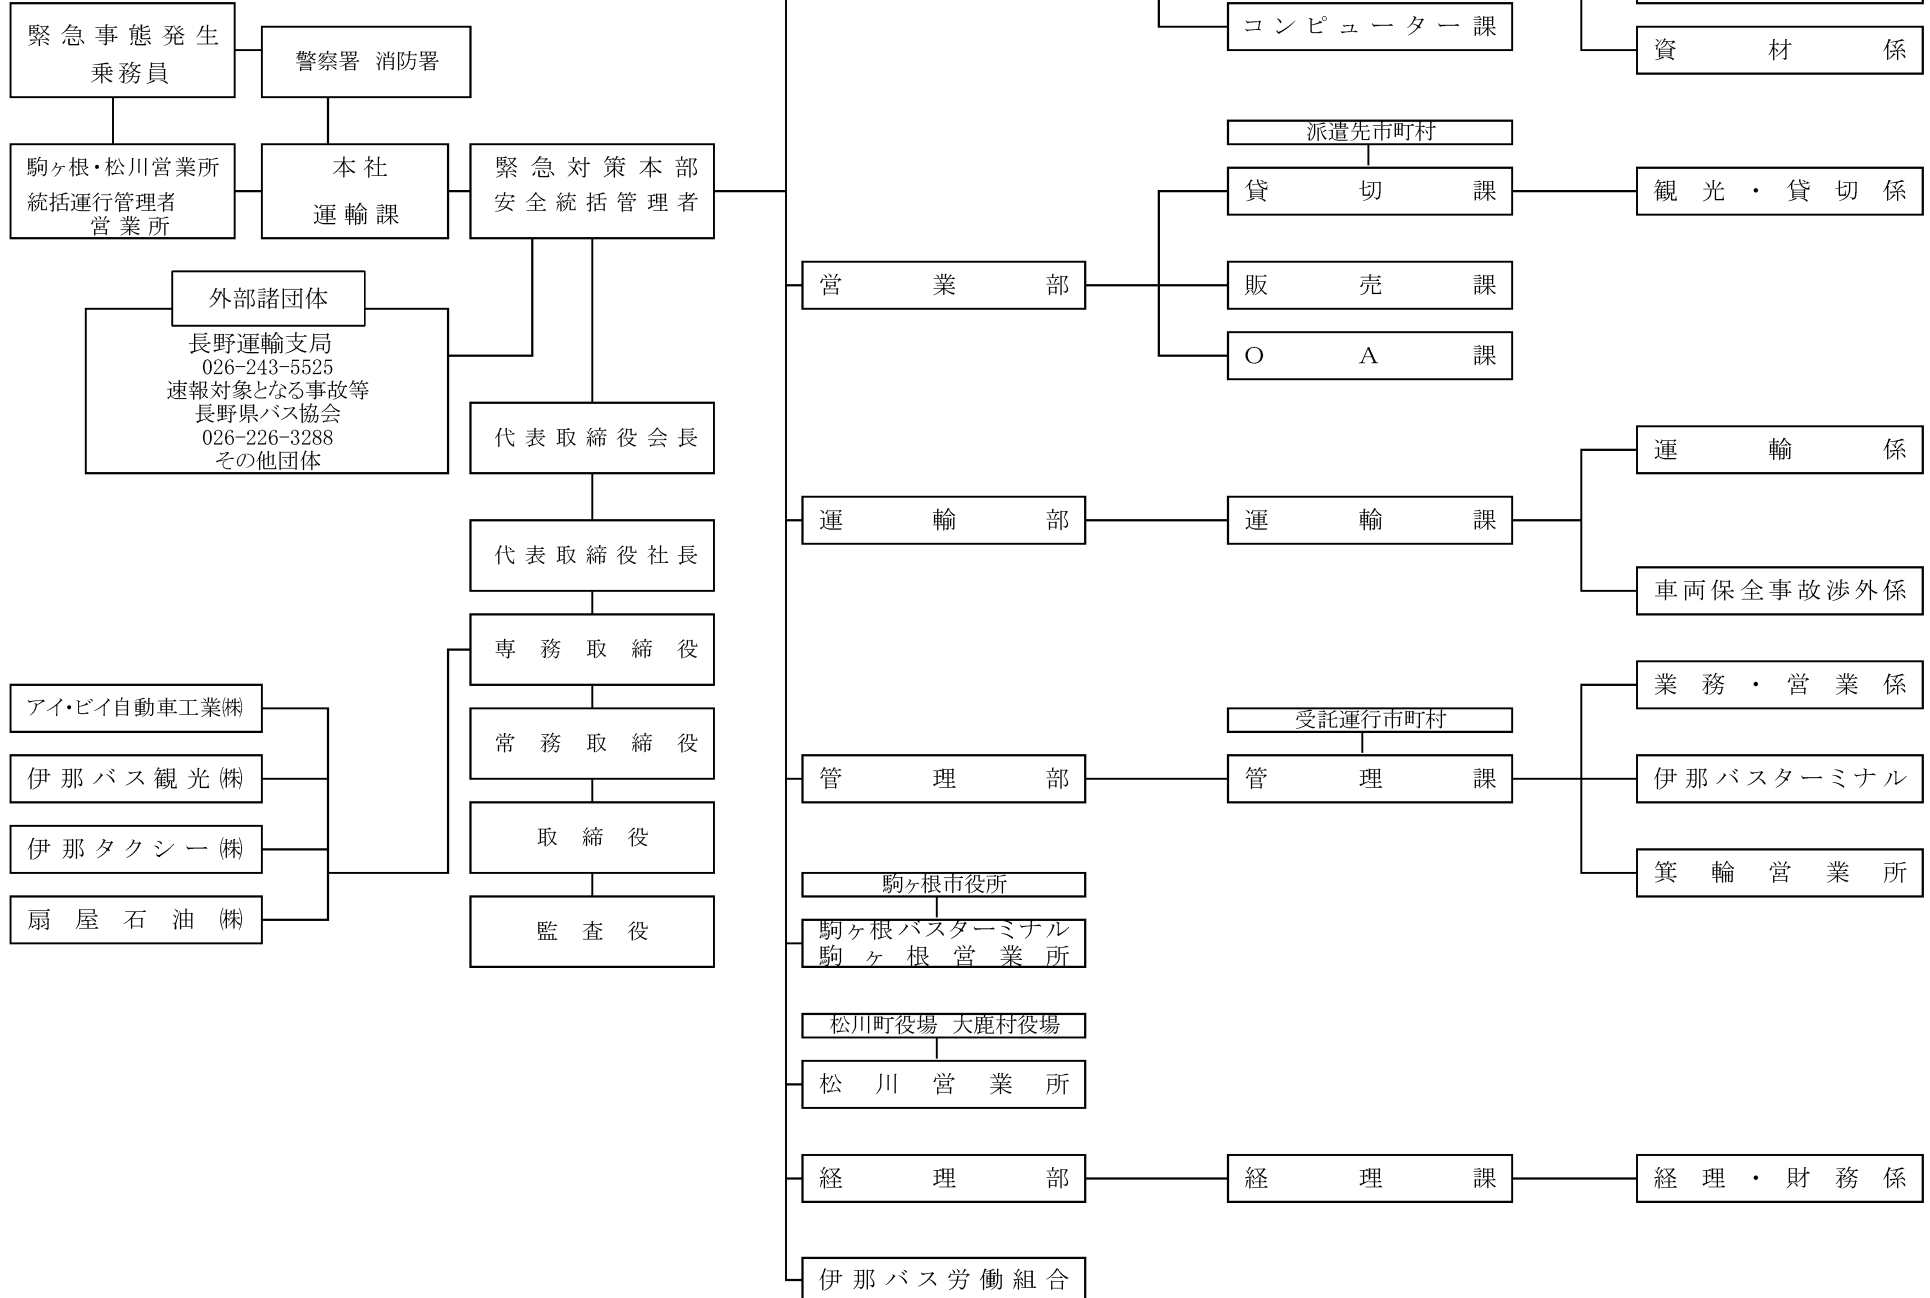 緊急事態発生
乗務員
警察署 消防署
駒ヶ根・松川営業所
統括運行管理者
営業所
本社
運輸課
緊急対策本部
安全統括管理者
外部諸団体
長野運輸支局
026-243-5525
速報対象となる事故等
長野県バス協会
026-226-3288
その他団体
代表取締役会長
代表取締役社長
専務取締役
常務取締役
取締役
監査役
アイ・ビイ自動車工業㈱
伊那バス観光㈱
伊那タクシー㈱
扇屋石油㈱
コンピューター課
資材係
派遣先市町村
貸切課
観光・貸切係
営業部
販売課
OA課
運輸部
運輸課
運輸係
車両保全事故渉外係
管理部
受託運行市町村
管理課
業務・営業係
伊那バスターミナル
箕輪営業所
駒ヶ根市役所
駒ヶ根バスターミナル
駒ヶ根営業所
松川町役場 大鹿村役場
松川営業所
経理部
経理課
経理・財務係
伊那バス労働組合